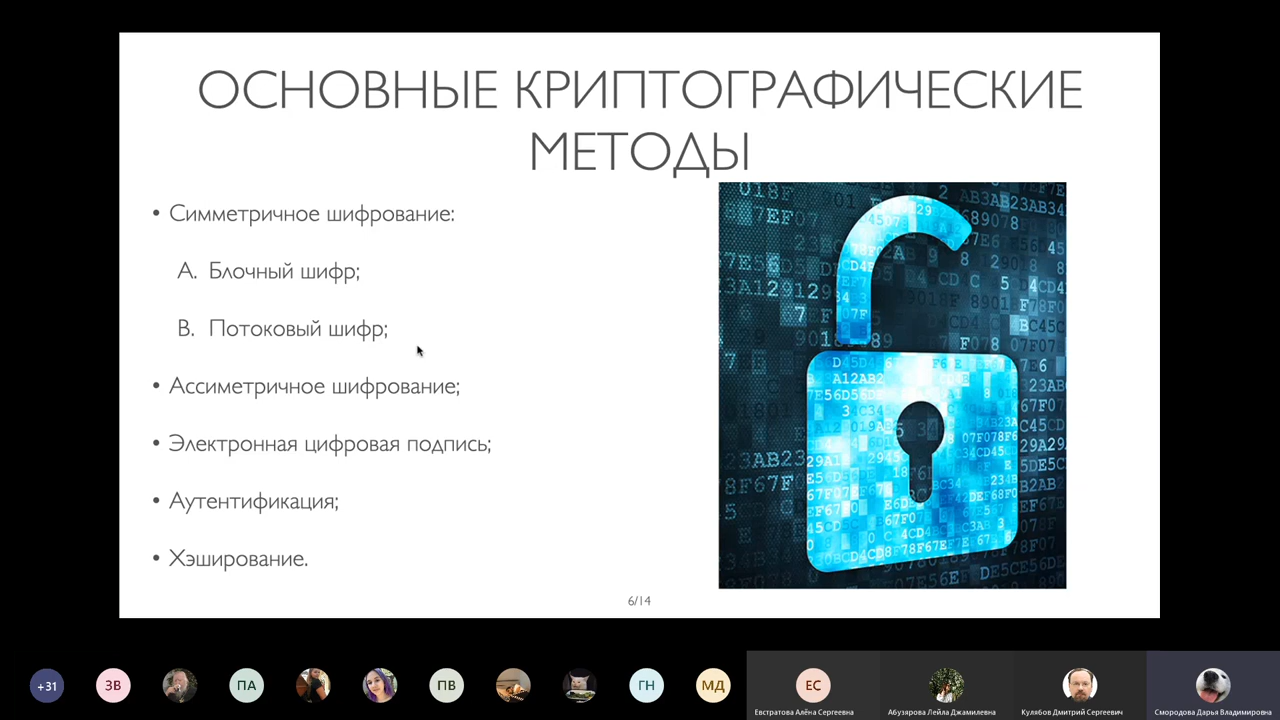 ОСНОВНЫЕ КРИПТОГРАФИЧЕСКИЕ
МЕТОДЫ
• Симметричное шифрование:
A. Блочный шифр;
B. Потоковый шифр;
• Ассиметричное шифрование;
• Электронная цифровая подпись;
• Аутентификация;
• Хэширование.
6/14
+31
ЗВ
ПА
ПВ
ГН
МД
ЕС
Евстратова Алёна Сергеевна
Абузярова Лейла Джамилевна
Кулябов Дмитрий Сергеевич
Смородова Дарья Владимировна